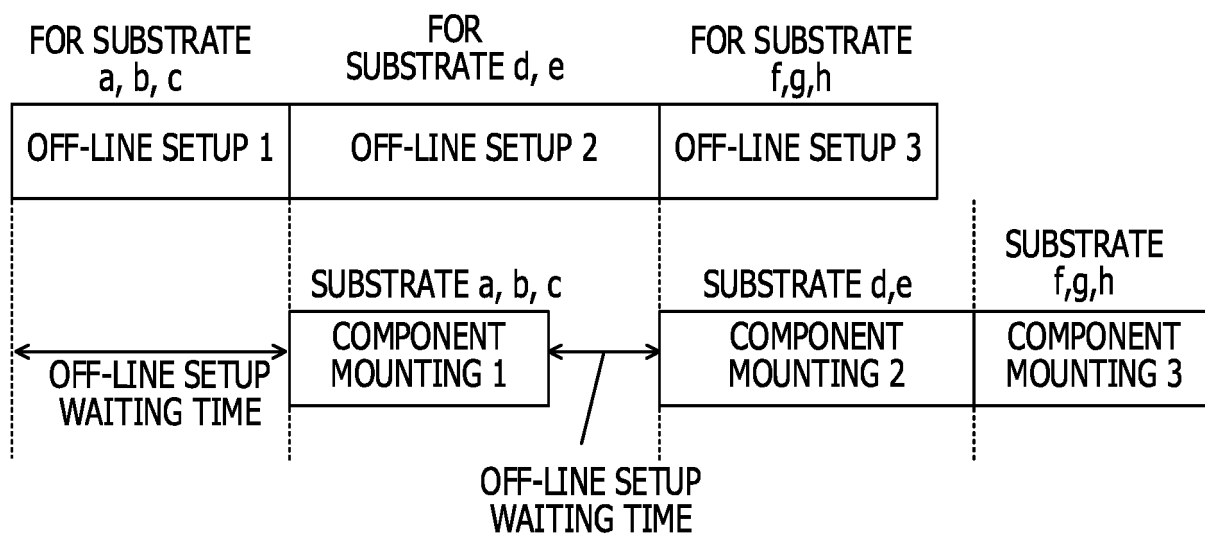 FOR SUBSTRATE
a, b, c
FOR
SUBSTRATE d, e
FOR SUBSTRATE
f,g,h
OFF-LINE SETUP 1
OFF-LINE SETUP 2
OFF-LINE SETUP 3
SUBSTRATE a, b, c
SUBSTRATE d,e
SUBSTRATE
f,g,h
COMPONENT
MOUNTING 1
COMPONENT
MOUNTING 2
COMPONENT
MOUNTING 3
OFF-LINE SETUP
WAITING TIME
OFF-LINE SETUP
WAITING TIME